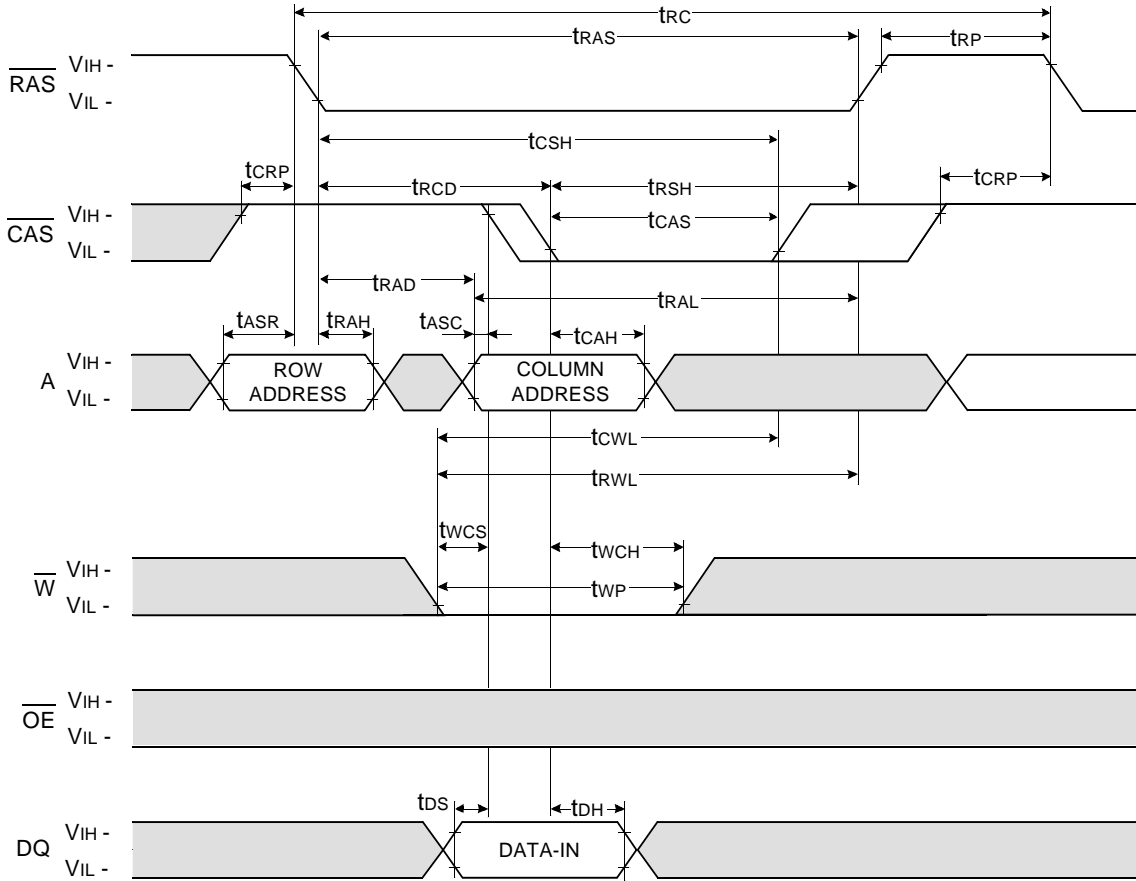 tRC
tRAS
tRP
RAS
VIH -
VIL -
tCSH
tCRP
tRCD
tRSH
tCRP
CAS
VIH -
VIL -
tCAS
tRAD
tRAL
tASR
tRAH
tASC
tCAH
A
VIH -
VIL -
ROW
ADDRESS
COLUMN
ADDRESS
tCWL
tRWL
tWCS
tWCH
W
VIH -
VIL -
tWP
OE
VIH -
VIL -
tDS
tDH
DQ
VIH -
VIL -
DATA-IN